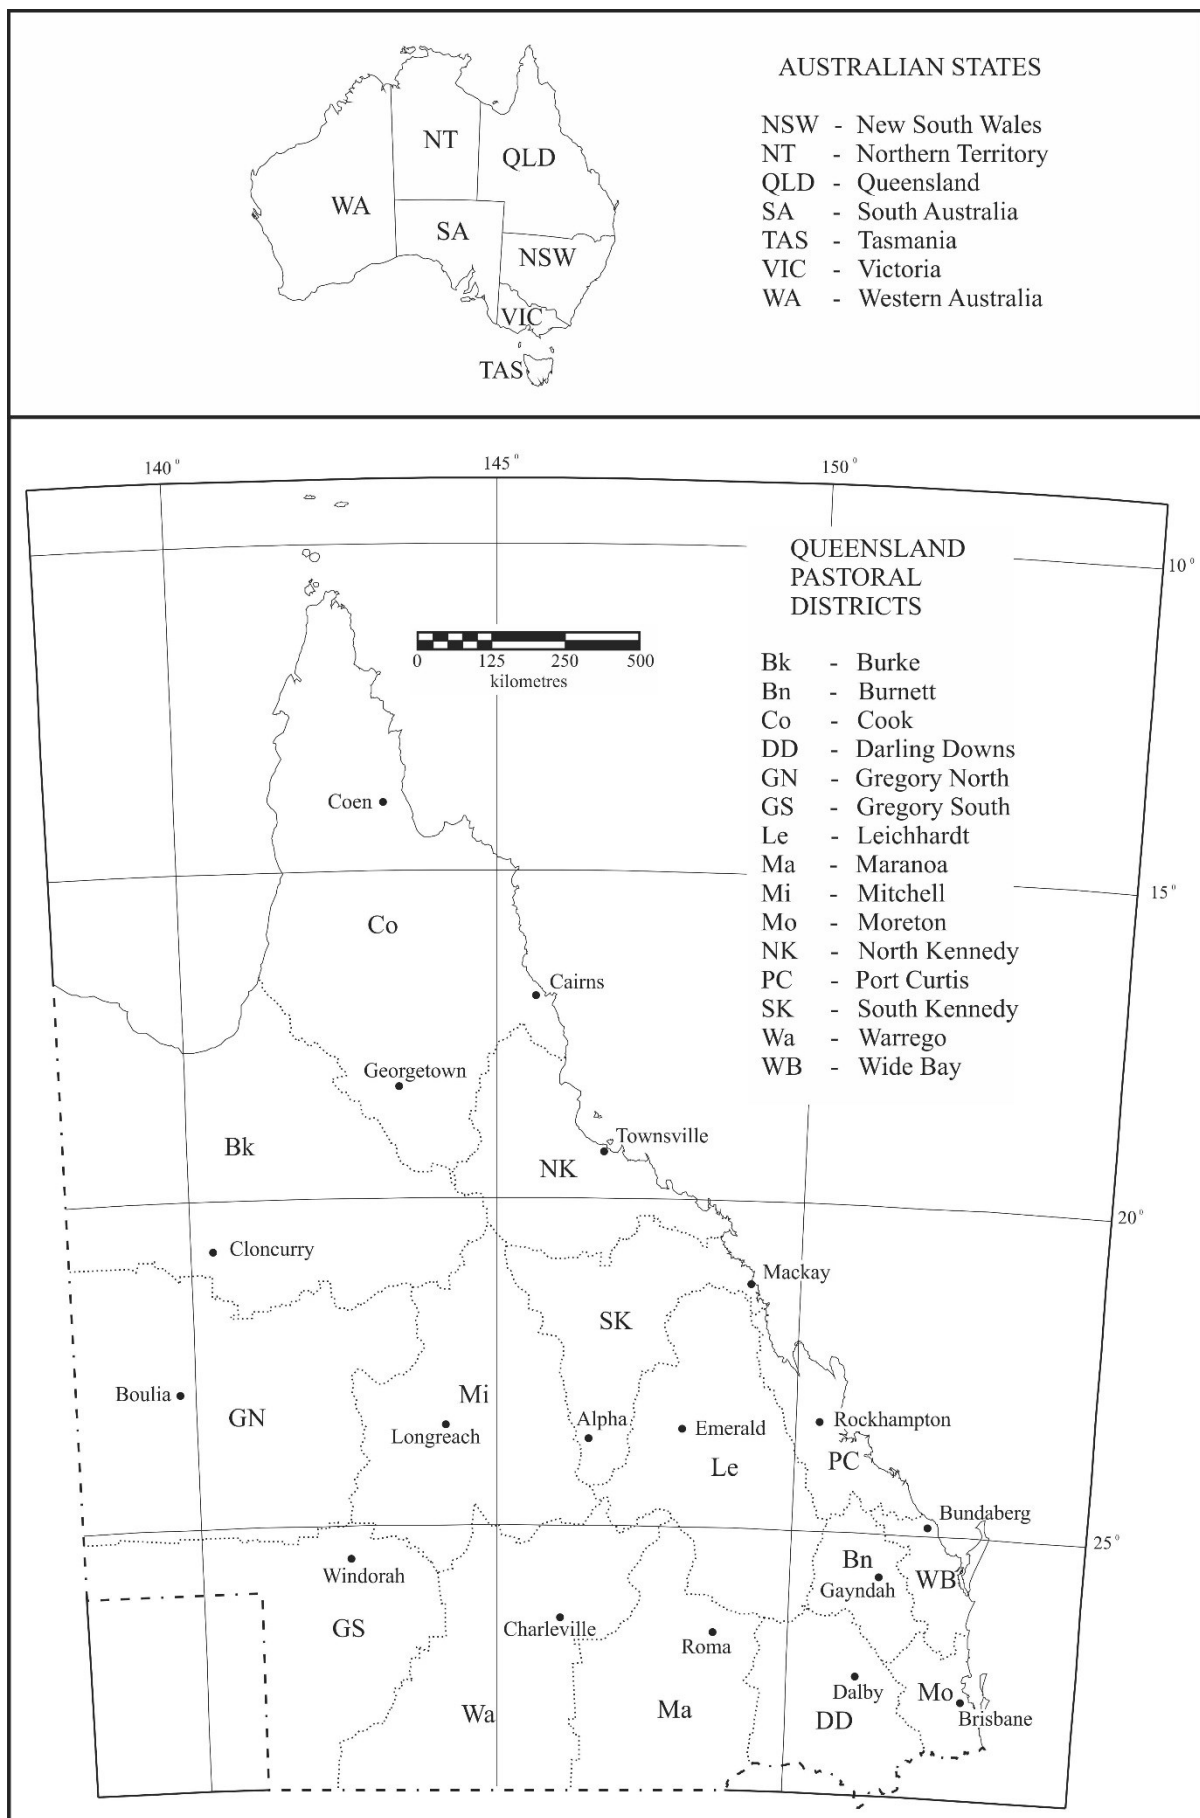 AUSTRALIAN STATES
NSW - New South Wales
NT - Northern Territory
QLD - Queensland
SA - South Australia
TAS - Tasmania
VIC - Victoria
WA - Western Australia
NT
QLD
WA
SA
NSW
VIC
TAS
140° 145° 150°
QUEENSLAND
PASTORAL
DISTRICTS
10°
0 125 250 500
kilometres
Bk - Burke
Bn - Burnett
Co - Cook
DD - Darling Downs
GN - Gregory North
GS - Gregory South
Le - Leichhardt
Ma - Maranoa
Mi - Mitchell
Mo - Moreton
NK - North Kennedy
PC - Port Curtis
SK - South Kennedy
Wa - Warrego
WB - Wide Bay
Coen
15°
Co
Cairns
Georgetown
Townsville
Bk
NK
20°
Cloncurry
Mackay
SK
Boulia
Mi
GN
Longreach
Alpha
Emerald
Rockhampton
PC
Le
Bundaberg
25°
Windorah
Bn
Gayndah
WB
GS
Charleville
Roma
Dalby
Mo
Wa
Ma
DD
Brisbane